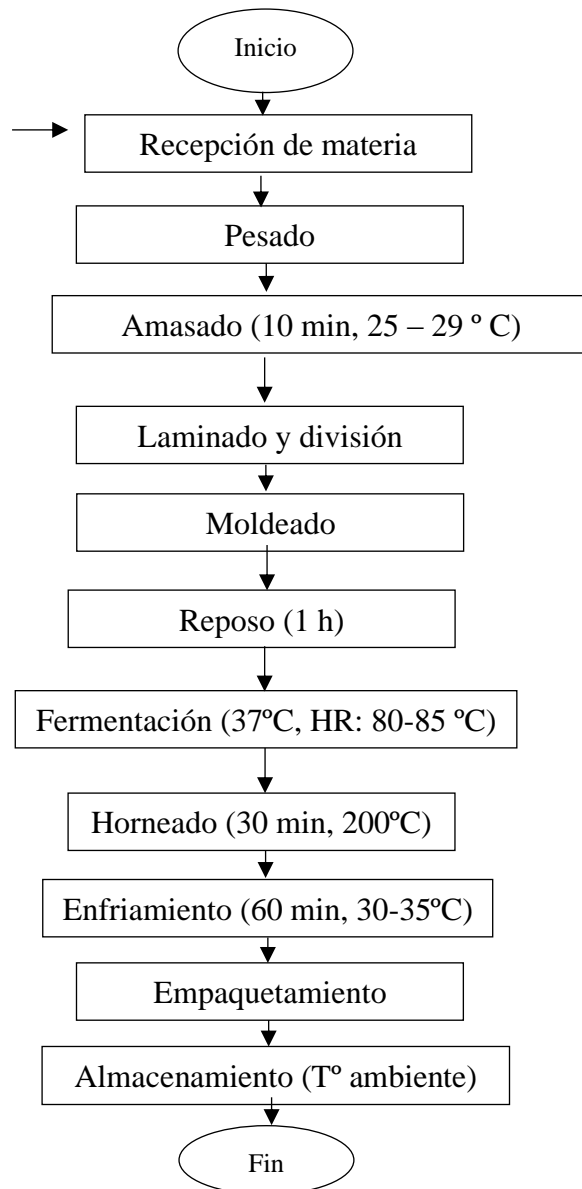 Inicio
Recepción de materia
Pesado
Amasado (10 min, 25 – 29 º C)
Laminado y división
Moldeado
Reposo (1 h)
Fermentación (37ºC, HR: 80-85 ºC)
Horneado (30 min, 200ºC)
Enfriamiento (60 min, 30-35ºC)
Empaquetamiento
Almacenamiento (Tº ambiente)
Fin